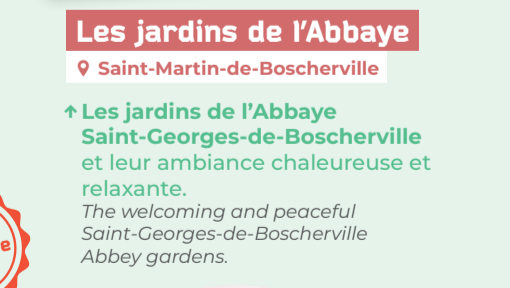 Les jardins de l'Abbaye
Saint-Martin-de-Boscherville
Les jardins de l'Abbaye
Saint-Georges-de-Boscherville
et leur ambiance chaleureuse et
relaxante.
The welcoming and peaceful
Saint-Georges-de-Boscherville
Abbey gardens.